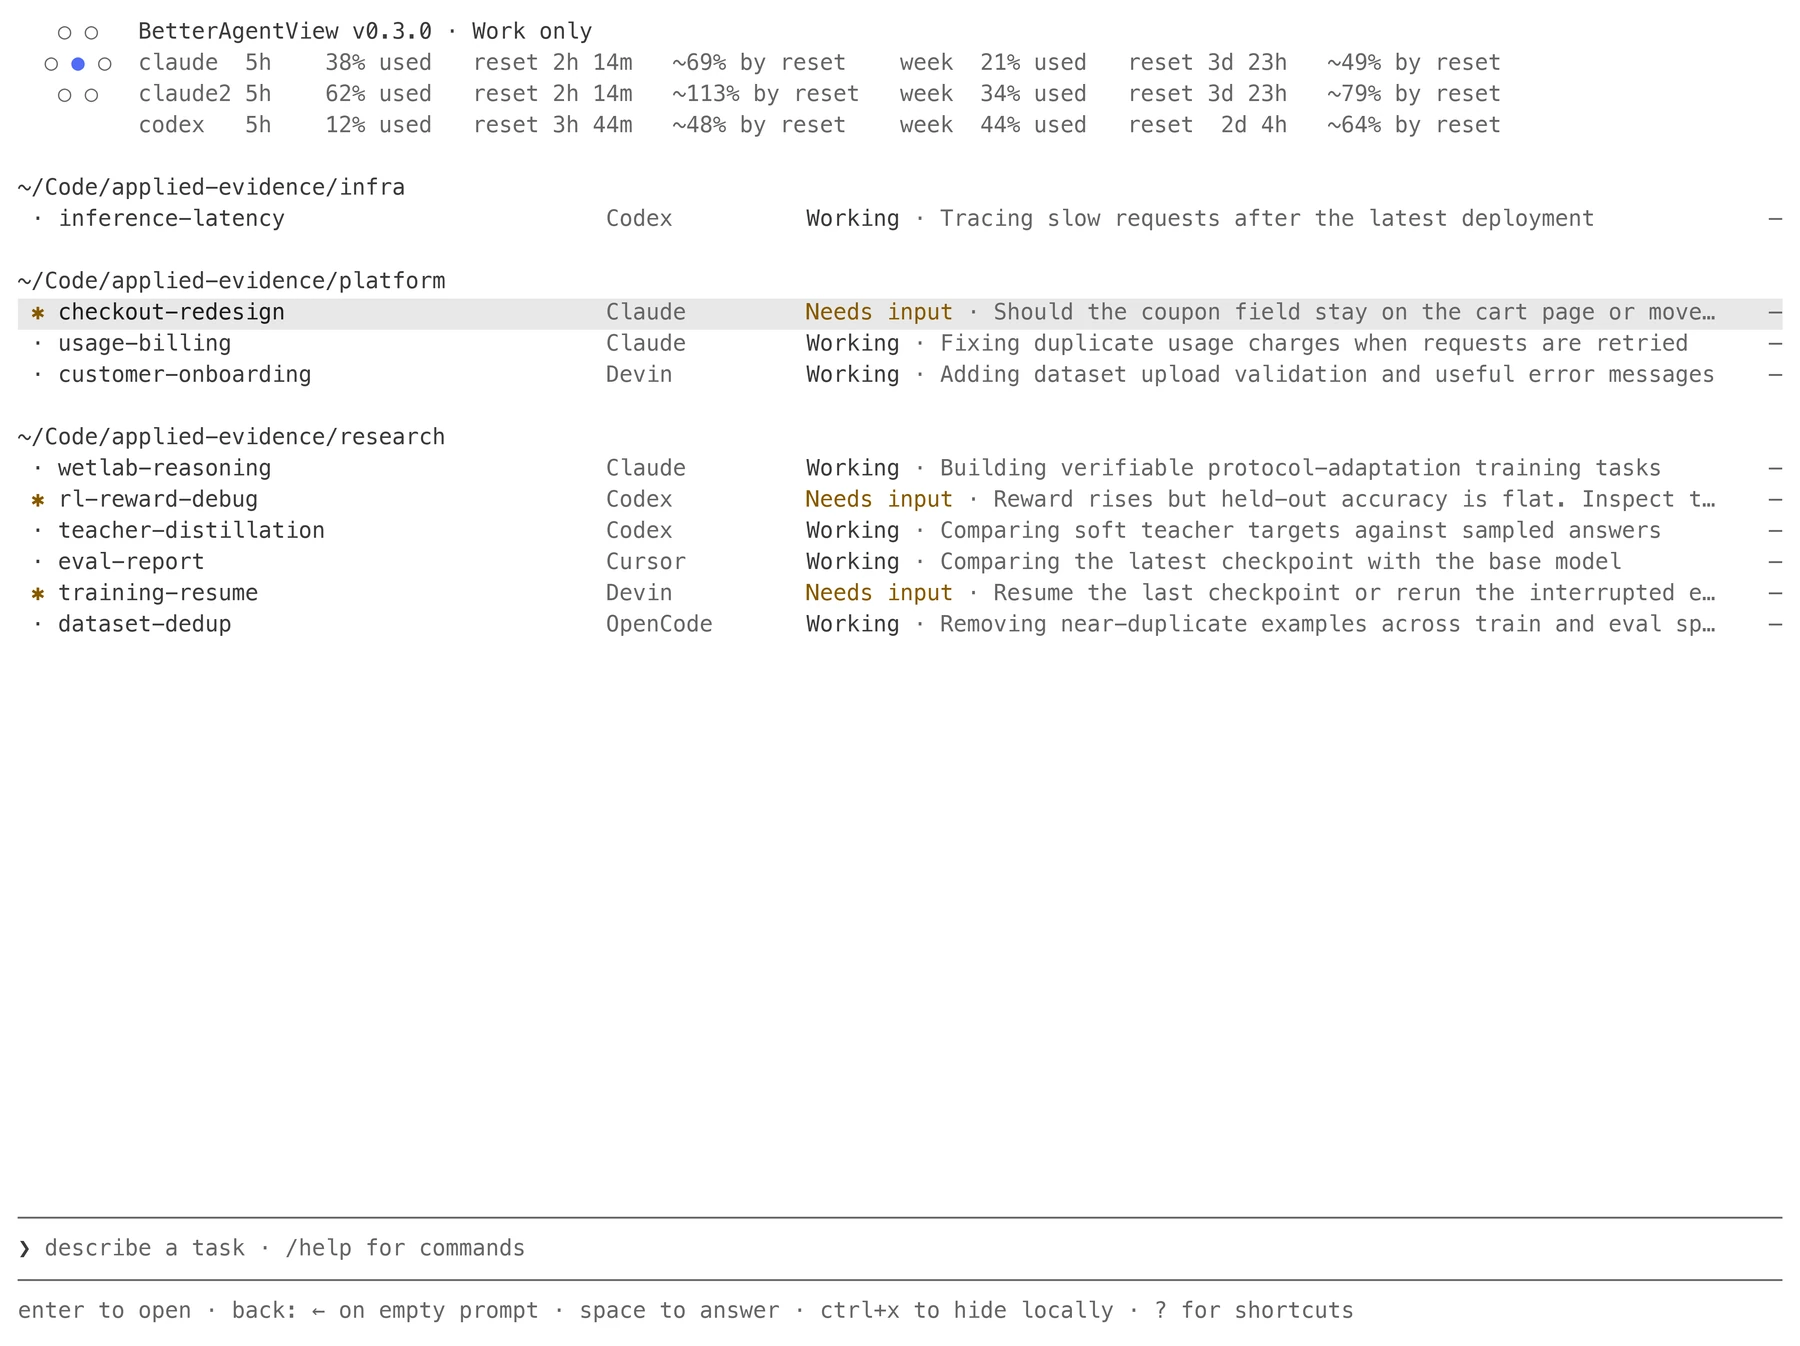 ○ ○ BetterAgentView v0.3.0 · Work only
○ ● ○ claude 5h 38% used reset 2h 14m ~69% by reset week 21% used reset 3d 23h ~49% by reset
○ ○ claude2 5h 62% used reset 2h 14m ~113% by reset week 34% used reset 3d 23h ~79% by reset
codex 5h 12% used reset 3h 44m ~48% by reset week 44% used reset 2d 4h ~64% by reset
~/Code/applied-evidence/infra
· inference-latency Codex Working · Tracing slow requests after the latest deployment –
~/Code/applied-evidence/platform
✱ checkout-redesign Claude Needs input · Should the coupon field stay on the cart page or move… –
· usage-billing Claude Working · Fixing duplicate usage charges when requests are retried –
· customer-onboarding Devin Working · Adding dataset upload validation and useful error messages –
~/Code/applied-evidence/research
· wetlab-reasoning Claude Working · Building verifiable protocol-adaptation training tasks –
✱ rl-reward-debug Codex Needs input · Reward rises but held-out accuracy is flat. Inspect t… –
· teacher-distillation Codex Working · Comparing soft teacher targets against sampled answers –
· eval-report Cursor Working · Comparing the latest checkpoint with the base model –
✱ training-resume Devin Needs input · Resume the last checkpoint or rerun the interrupted e… –
· dataset-dedup OpenCode Working · Removing near-duplicate examples across train and eval sp… –
❯ describe a task · /help for commands
enter to open · back: ← on empty prompt · space to answer · ctrl+x to hide locally · ? for shortcuts